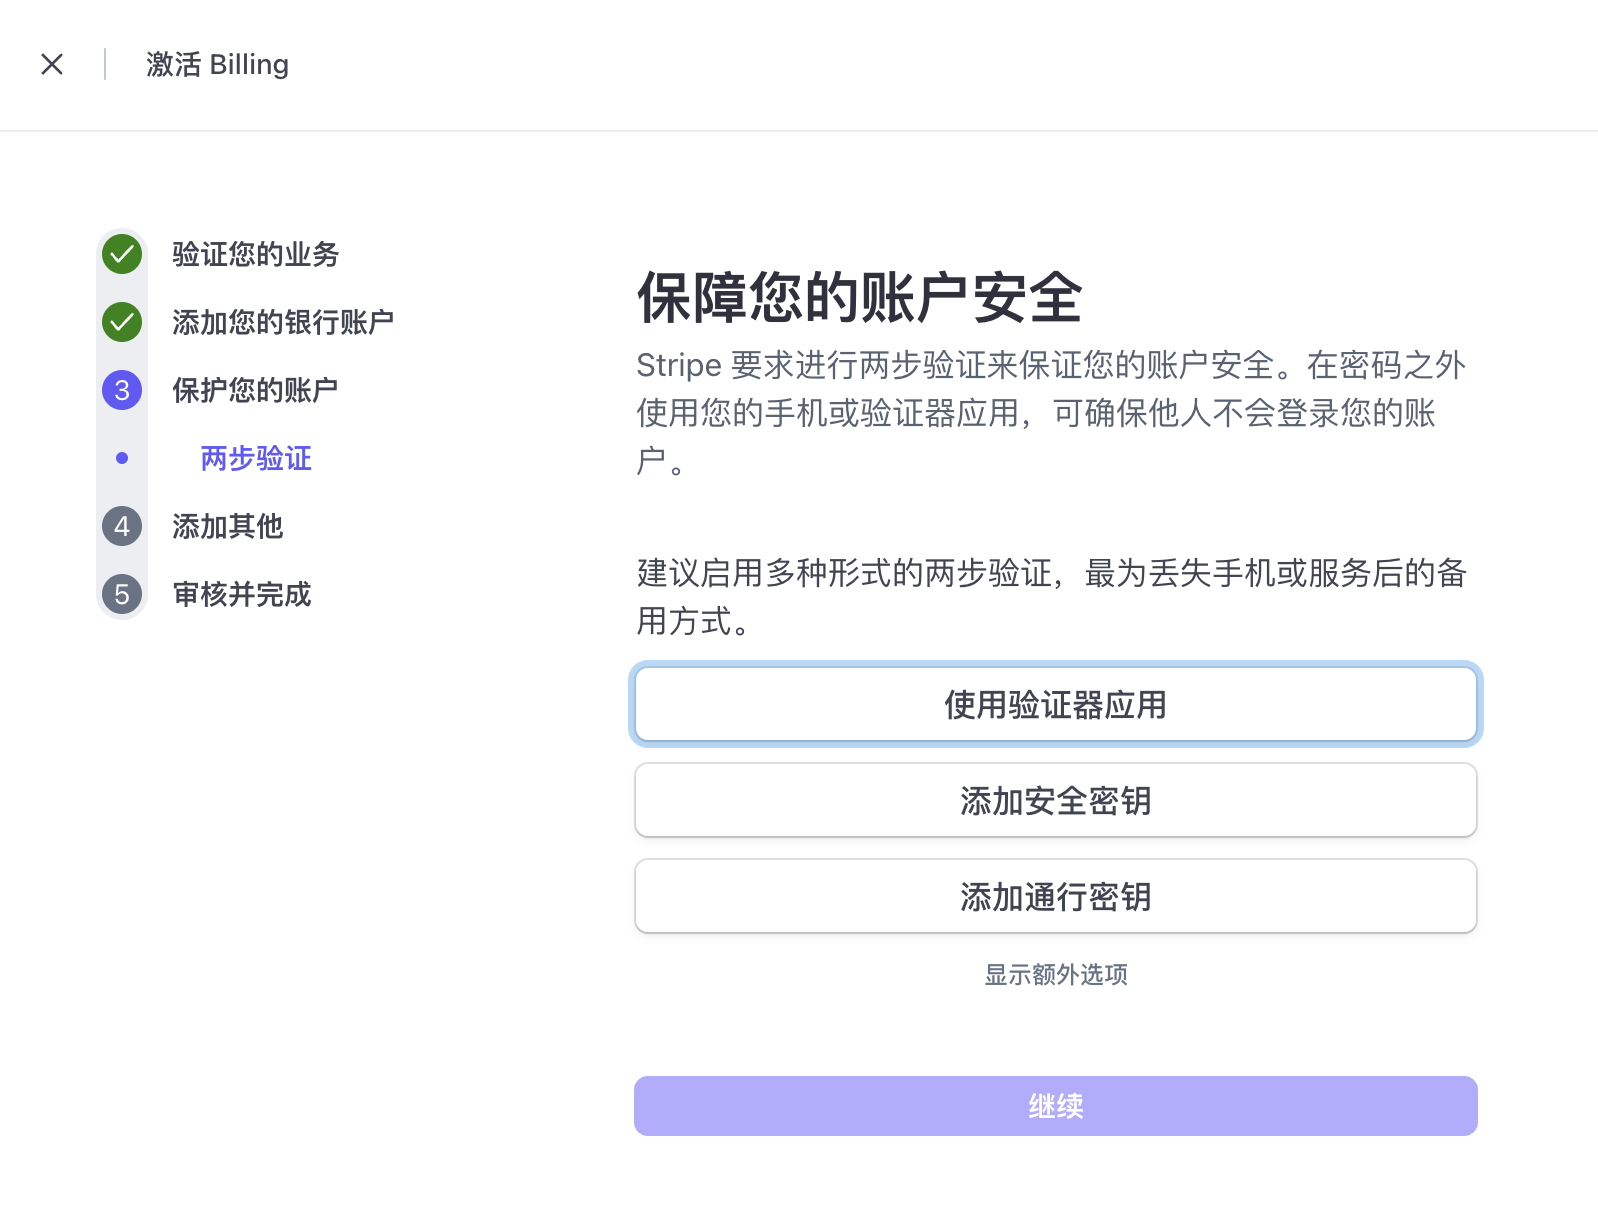 激活 Billing
验证您的业务
添加您的银行账户
3 保护您的账户
两步验证
4 添加其他
5 审核并完成
保障您的账户安全
Stripe 要求进行两步验证来保证您的账户安全。在密码之外
使用您的手机或验证器应用，可确保他人不会登录您的账
户。
建议启用多种形式的两步验证，最为丢失手机或服务后的备
用方式。
使用验证器应用
添加安全密钥
添加通行密钥
显示额外选项
继续